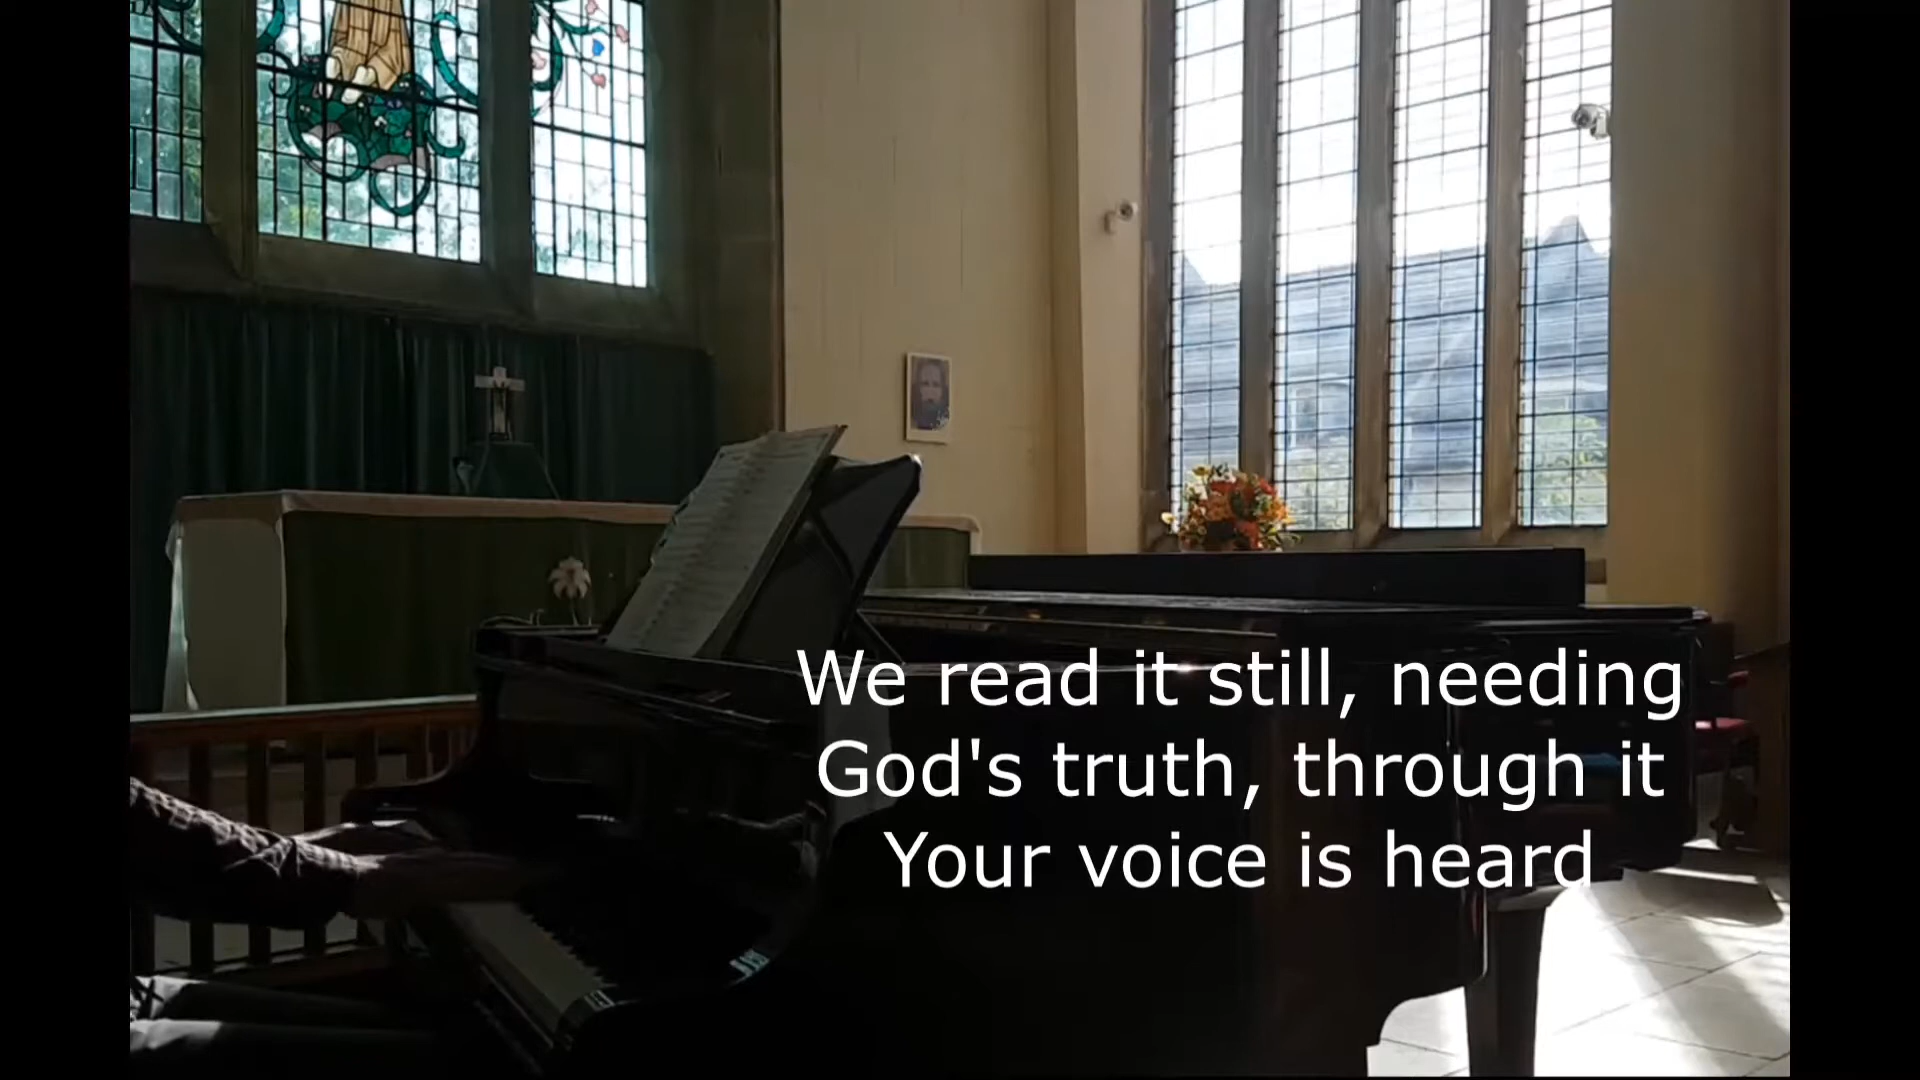 We read it still, needing
God's truth, through it
Your voice is heard